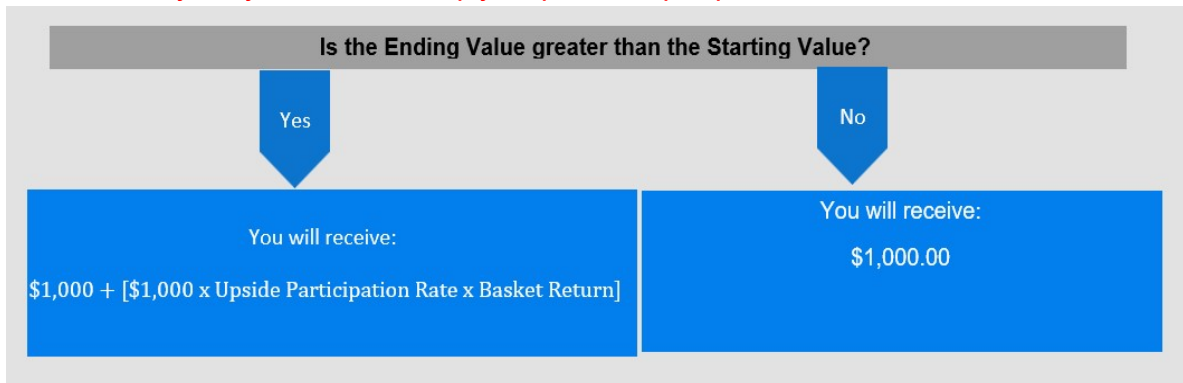 Is the Ending Value greater than the Starting Value?
Yes
No
You will receive:
$1,000 + [$1,000 x Upside Participation Rate x Basket Return]
You will receive:
$1,000.00